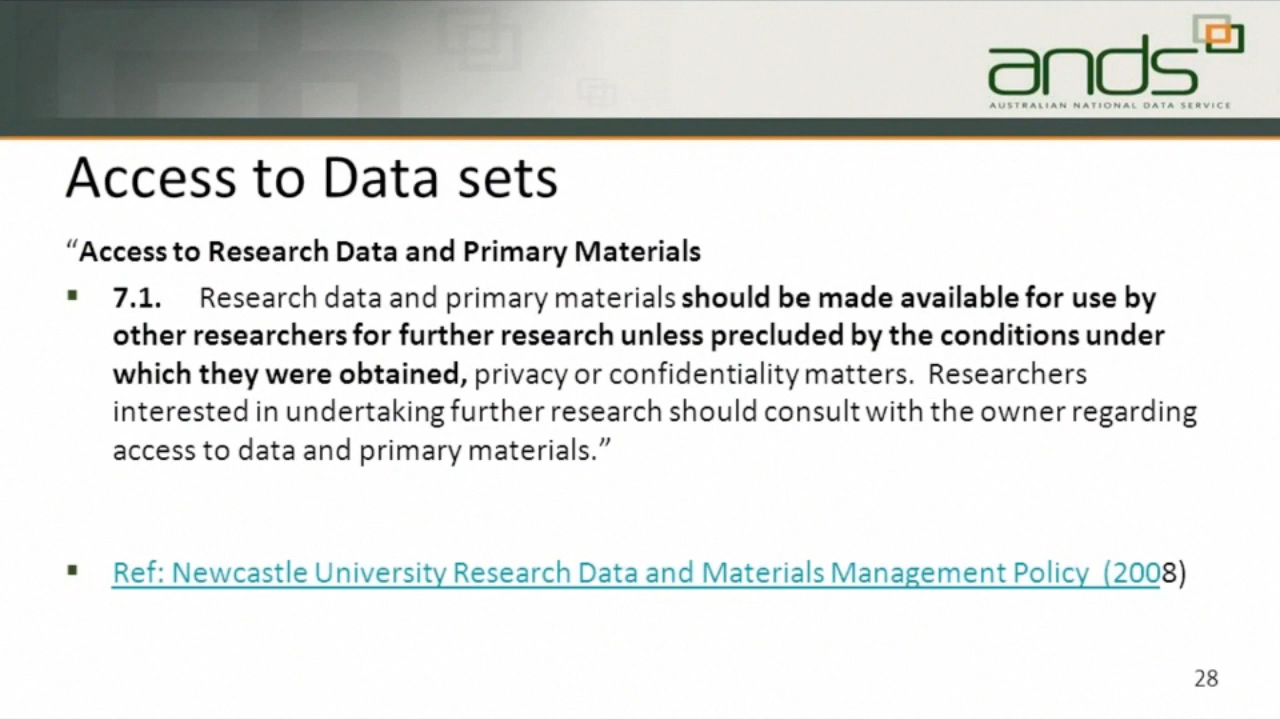 ands
AUSTRALIAN NATIONAL DATA SERVICE
Access to Data sets
“Access to Research Data and Primary Materials
▪ 7.1. Research data and primary materials should be made available for use by
other researchers for further research unless precluded by the conditions under
which they were obtained, privacy or confidentiality matters. Researchers
interested in undertaking further research should consult with the owner regarding
access to data and primary materials.”
▪ Ref: Newcastle University Research Data and Materials Management Policy (2008)
28